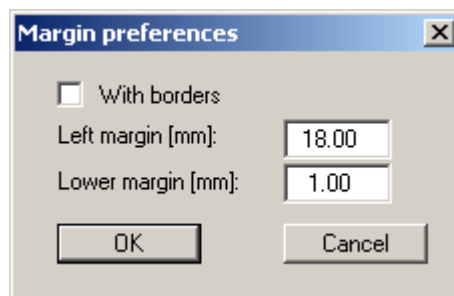 Margin preferences
With borders
Left margin [mm]: 18.00
Lower margin [mm]: 1.00
OK Cancel